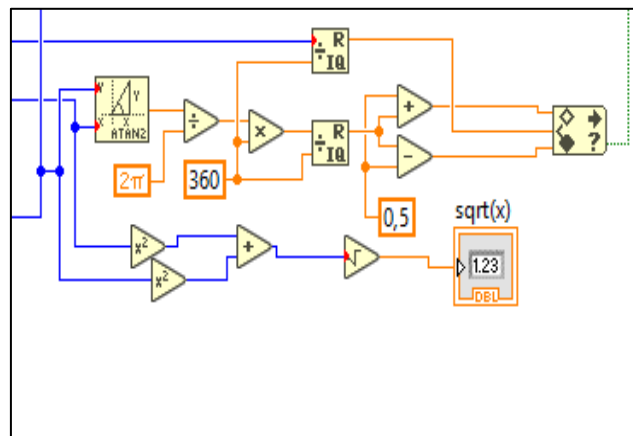 R
IQ
Y
X
Y
X
ATAN2
2π
÷
×
360
R
IQ
+
−
0,5
?
x²
x²
+
√
sqrt(x)
1.23
DBL